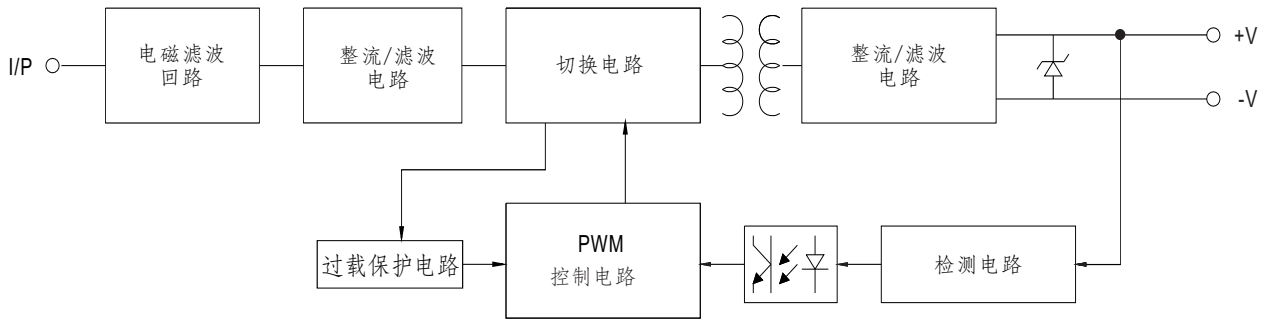 I/P
电磁滤波
回路
整流/滤波
电路
切换电路
整流/滤波
电路
+V
-V
过载保护电路
PWM
控制电路
检测电路